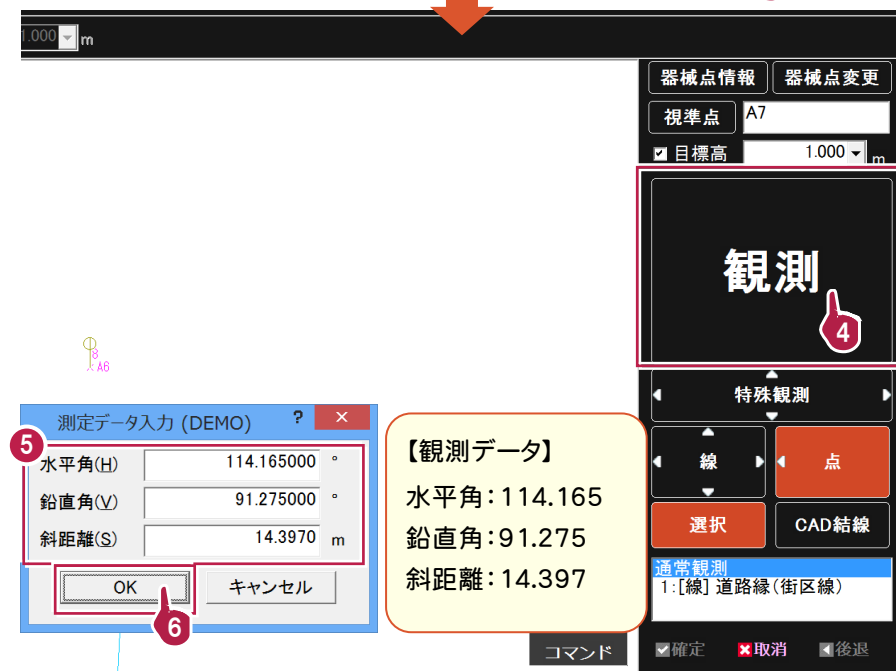 1.000 m
器械点情報 器械点変更
視準点 A7
目標高 1.000 m
観測
4
8
A6
特殊観測
線 点
選択 CAD結線
通常観測
1:[線] 道路縁(街区線)
測定データ入力 (DEMO) ? ×
5
水平角(H) 114.165000 °
鉛直角(V) 91.275000 °
斜距離(S) 14.3970 m
OK キャンセル
6
【観測データ】
水平角:114.165
鉛直角:91.275
斜距離:14.397
コマンド 確定 取消 後退